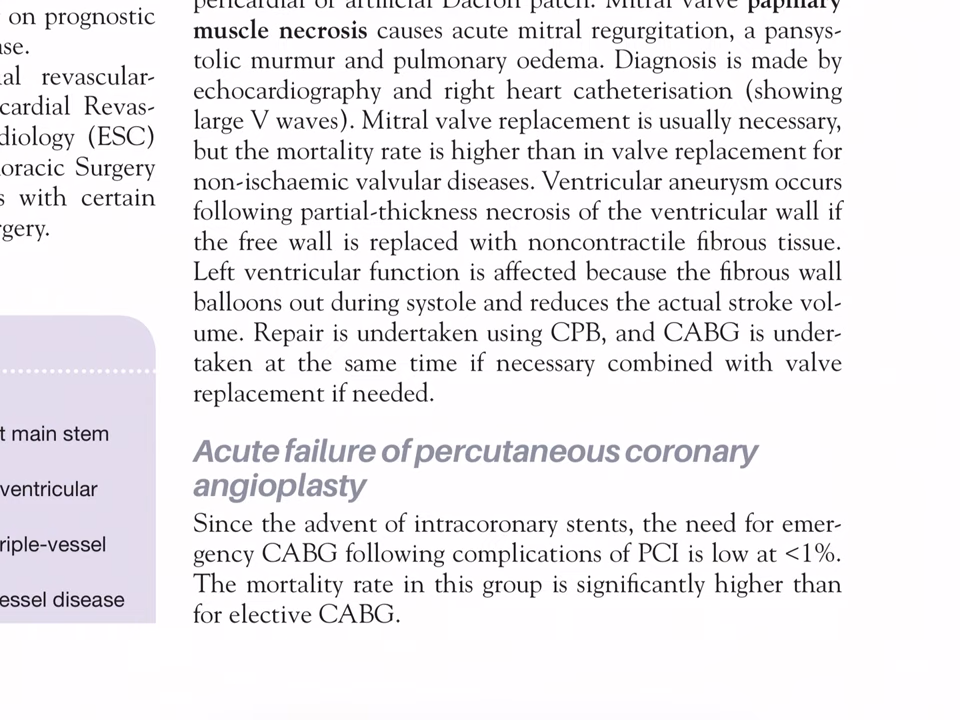 on prognostic
revascular-
cardial Revas-
diology (ESC)
oracic Surgery
with certain
rgery.
t main stem
ventricular
riple-vessel
essel disease
pericardial or artificial Dacron patch. Mitral valve papillary
muscle necrosis causes acute mitral regurgitation, a pansys-
tolic murmur and pulmonary oedema. Diagnosis is made by
echocardiography and right heart catheterisation (showing
large V waves). Mitral valve replacement is usually necessary,
but the mortality rate is higher than in valve replacement for
non-ischaemic valvular diseases. Ventricular aneurysm occurs
following partial-thickness necrosis of the ventricular wall if
the free wall is replaced with noncontractile fibrous tissue.
Left ventricular function is affected because the fibrous wall
balloons out during systole and reduces the actual stroke vol-
ume. Repair is undertaken using CPB, and CABG is under-
taken at the same time if necessary combined with valve
replacement if needed.
Acute failure of percutaneous coronary
angioplasty
Since the advent of intracoronary stents, the need for emer-
gency CABG following complications of PCI is low at <1%.
The mortality rate in this group is significantly higher than
for elective CABG.